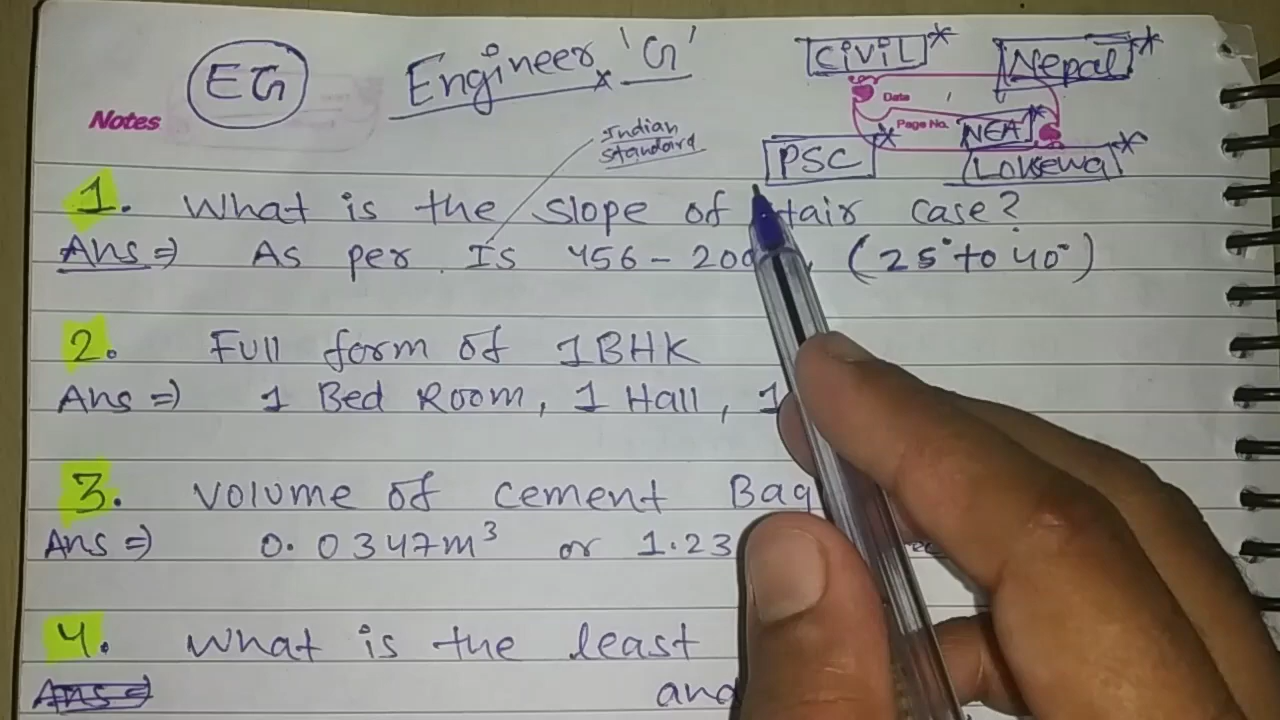 EG
Engineer 'G'
CIVIL*
Nepal*
Notes
Data /
Page No.
NEA*
PSC*
Loksewa*
Indian
Standard
1. What is the slope of stair case?
Ans ⇒ As per Is 456 - (25° to 40°)
2. Full form of 1BHK
Ans ⇒ 1 Bed Room, 1 Hall, 1
3. Volume of cement Bag
Ans ⇒ 0.0347m³ or 1.23
4. What is the least
Ans ⇒ and